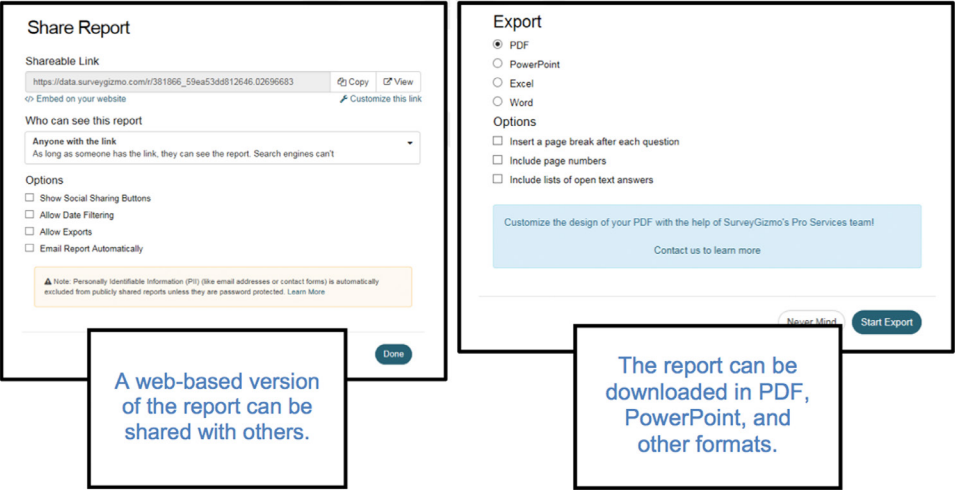 Share Report
Shareable Link
https://data.surveygizmo.com/r/381866_59ea53dd812646.02696683
Copy
View
</> Embed on your website
Customize this link
Who can see this report
Anyone with the link
As long as someone has the link, they can see the report. Search engines can't
Options
Show Social Sharing Buttons
Allow Date Filtering
Allow Exports
Email Report Automatically
Note: Personally Identifiable Information (PII) (like email addresses or contact forms) is automatically
excluded from publicly shared reports unless they are password protected. Learn More
Done
A web-based version
of the report can be
shared with others.
Export
PDF
PowerPoint
Excel
Word
Options
Insert a page break after each question
Include page numbers
Include lists of open text answers
Customize the design of your PDF with the help of SurveyGizmo's Pro Services team!
Contact us to learn more
Never Mind
Start Export
The report can be
downloaded in PDF,
PowerPoint, and
other formats.